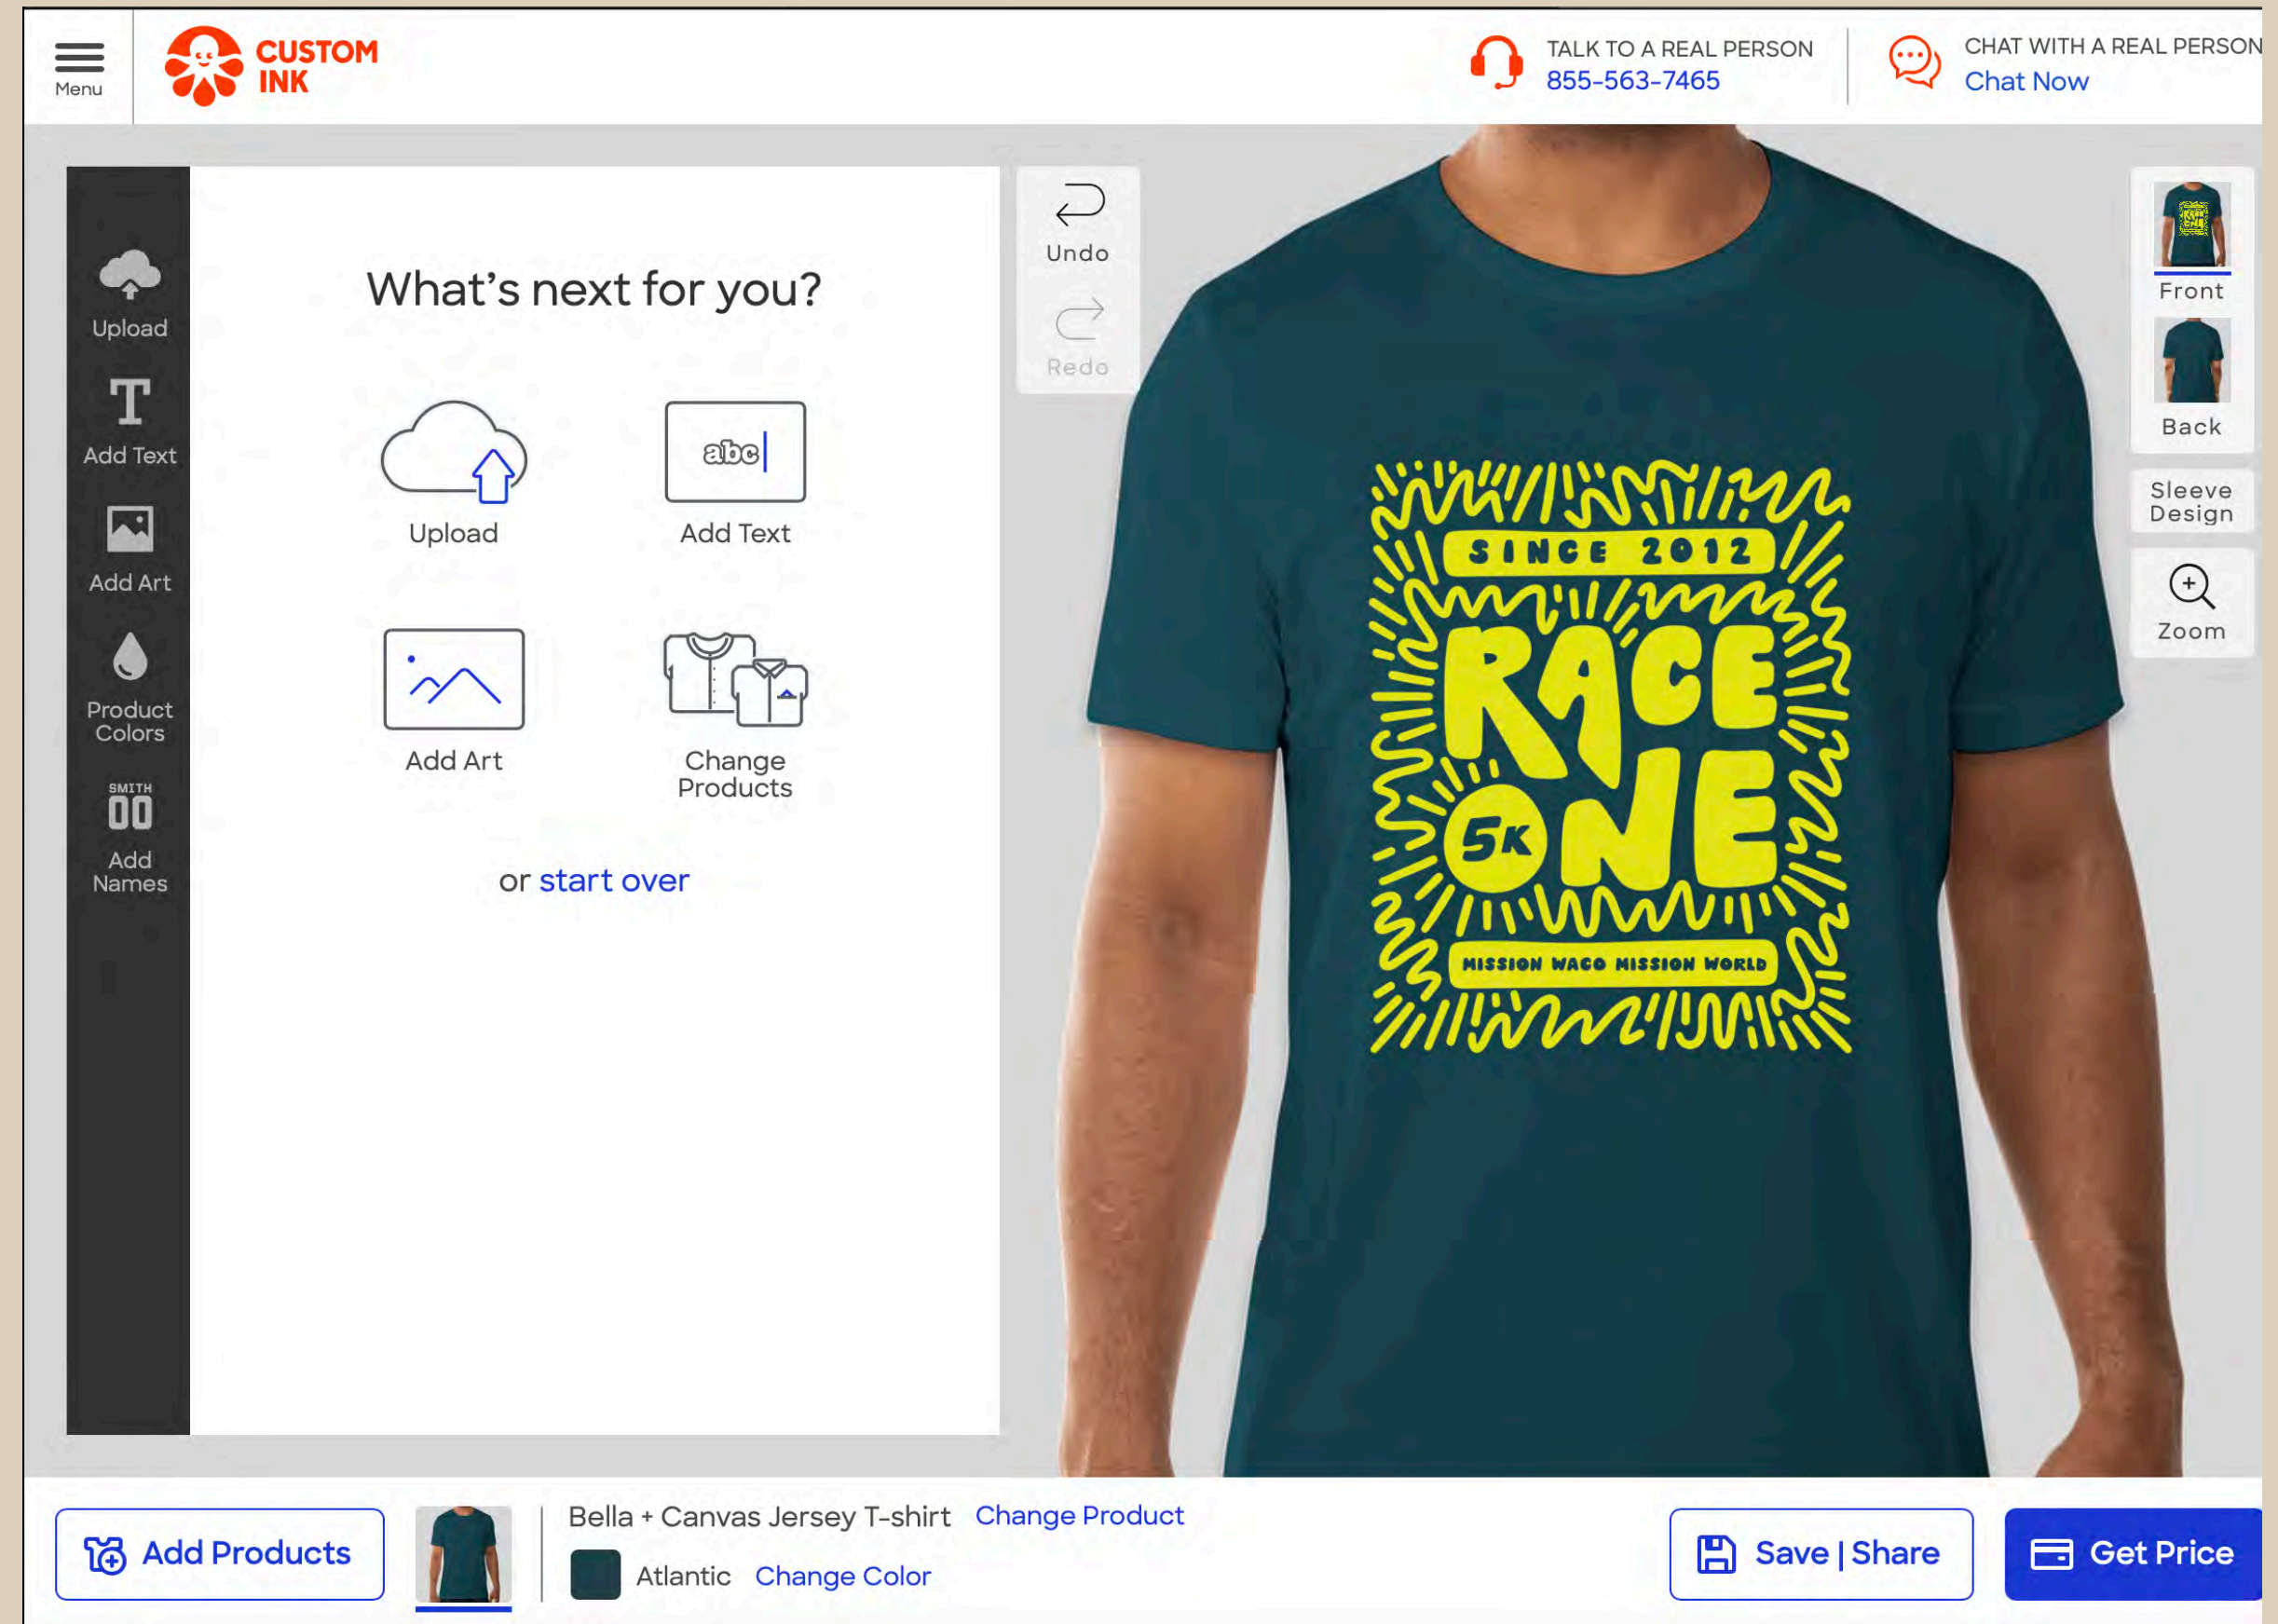 Menu
CUSTOM
INK
TALK TO A REAL PERSON
855-563-7465
CHAT WITH A REAL PERSON
Chat Now
Upload
Add Text
Add Art
Product
Colors
SMITH
00
Add
Names
What's next for you?
Upload
abc
Add Text
Add Art
Change
Products
or start over
Undo
Redo
SINCE 2012
RACE
5K ONE
MISSION WACO MISSION WORLD
Front
Back
Sleeve
Design
Zoom
Add Products
Bella + Canvas Jersey T-shirt Change Product
Atlantic Change Color
Save | Share
Get Price